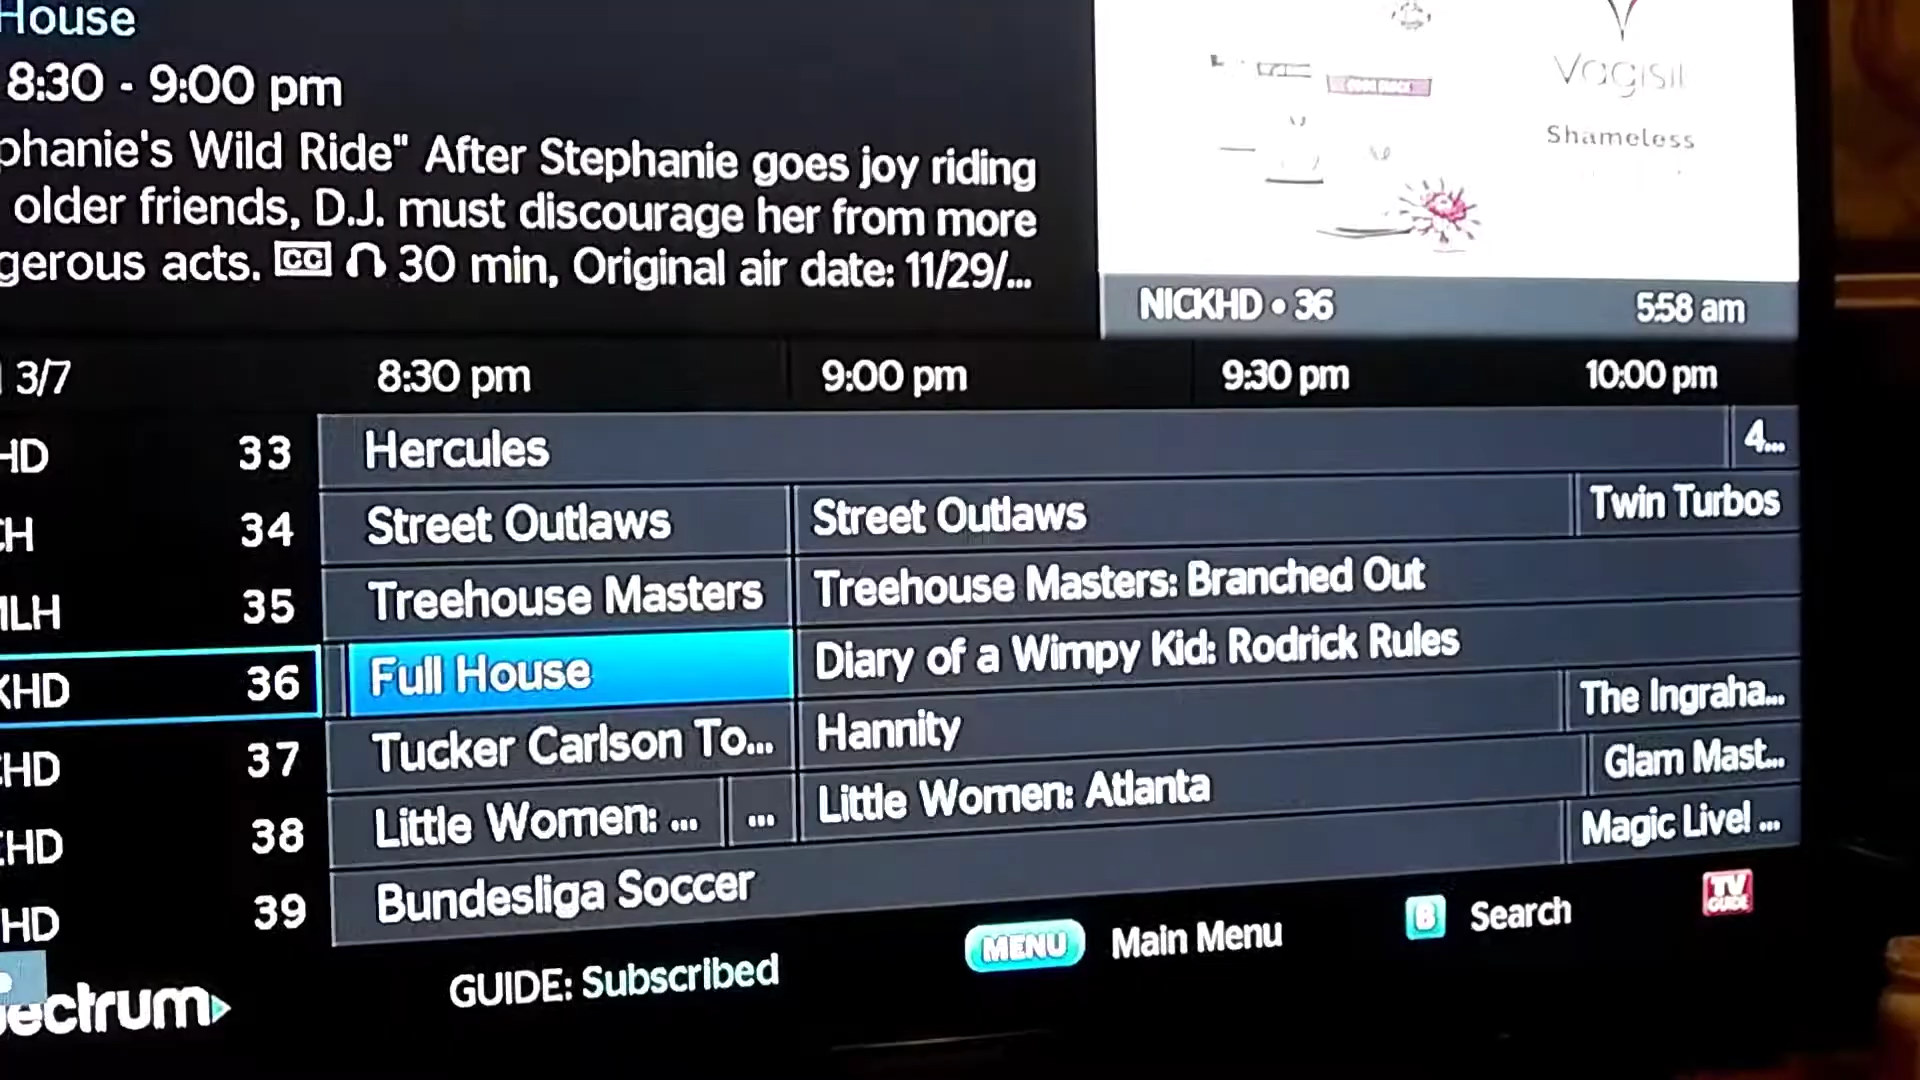 House
8:30 - 9:00 pm
phanie's Wild Ride" After Stephanie goes joy riding
older friends, D.J. must discourage her from more
gerous acts. CC 30 min, Original air date: 11/29/...
Vagisil
Shameless
NICKHD • 36 5:58 am
3/7 8:30 pm 9:00 pm 9:30 pm 10:00 pm
HD 33 Hercules 4...
CH 34 Street Outlaws Street Outlaws Twin Turbos
MLH 35 Treehouse Masters Treehouse Masters: Branched Out
KHD 36 Full House Diary of a Wimpy Kid: Rodrick Rules
HD 37 Tucker Carlson To... Hannity The Ingraha...
HD 38 Little Women: ... ... Little Women: Atlanta Glam Mast...
HD 39 Bundesliga Soccer Magic Livel ...
GUIDE: Subscribed MENU Main Menu B Search TV GUIDE
pectrum